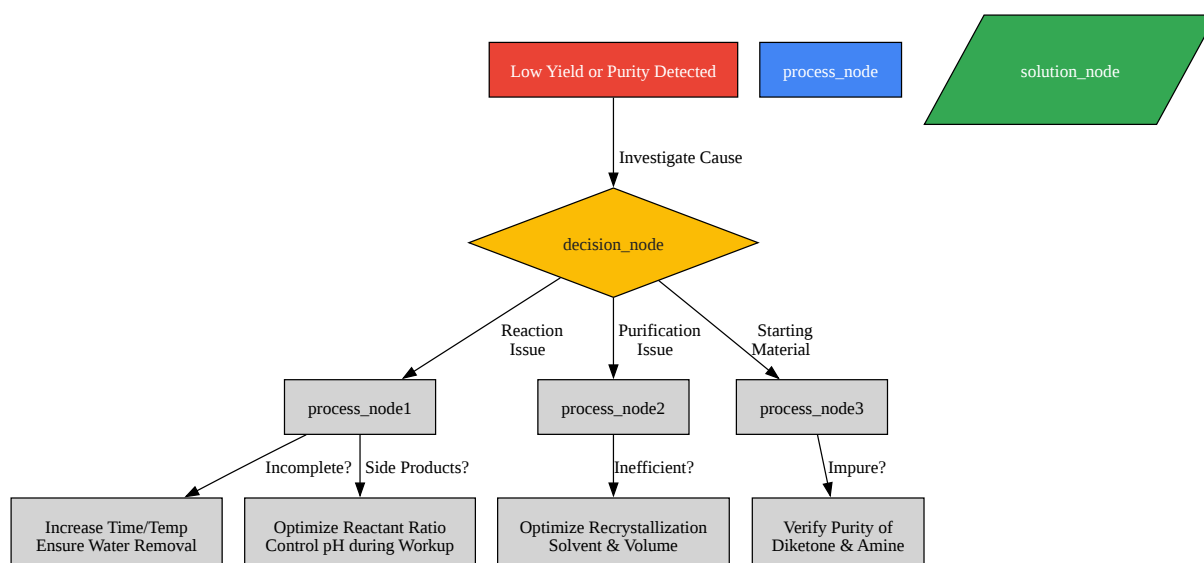 Low Yield or Purity Detected
process_node
solution_node
Investigate Cause
decision_node
Reaction
Issue
Purification
Issue
Starting
Material
process_node1
process_node2
process_node3
Incomplete?
Side Products?
Inefficient?
Impure?
Increase Time/Temp
Ensure Water Removal
Optimize Reactant Ratio
Control pH during Workup
Optimize Recrystallization
Solvent & Volume
Verify Purity of
Diketone & Amine